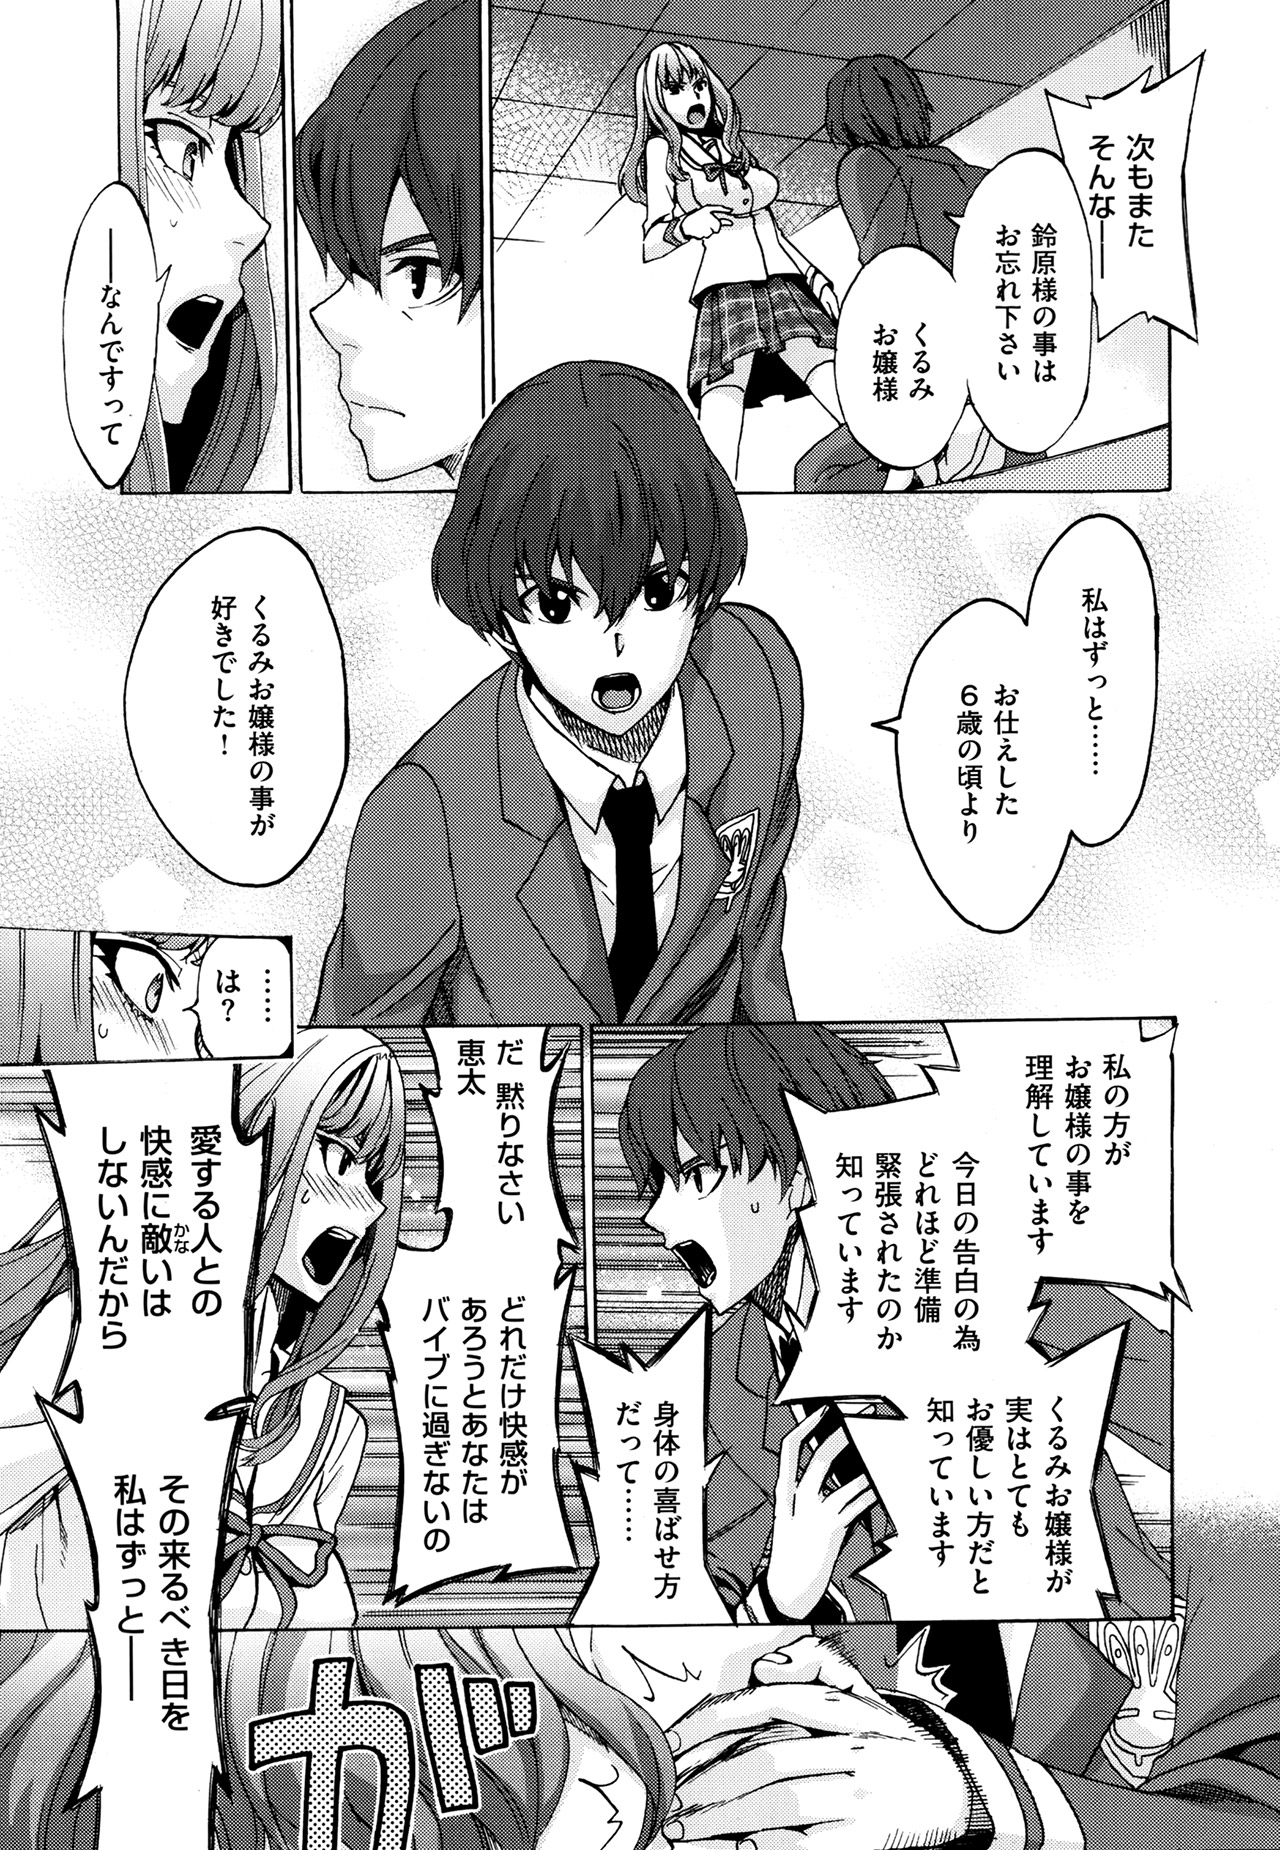 次もまた
そんな――
鈴原様の事は
お忘れ下さい
くるみ
お嬢様
――なんですって
私はずっと……
お仕えした
６歳の頃より
くるみお嬢様の事が
好きでした！
……
は？
私の方が
お嬢様の事を
理解しています
今日の告白の為
どれほど準備
緊張されたのか
知っています
くるみお嬢様が
実はとても
お優しい方だと
知っています
身体の喜ばせ方
だって……
だ 黙りなさい
恵太
どれだけ快感が
あろうとあなたは
バイブに過ぎないの
愛する人との
快感に敵いは
かな
しないんだから
その来るべき日を
私はずっと――
ガッ